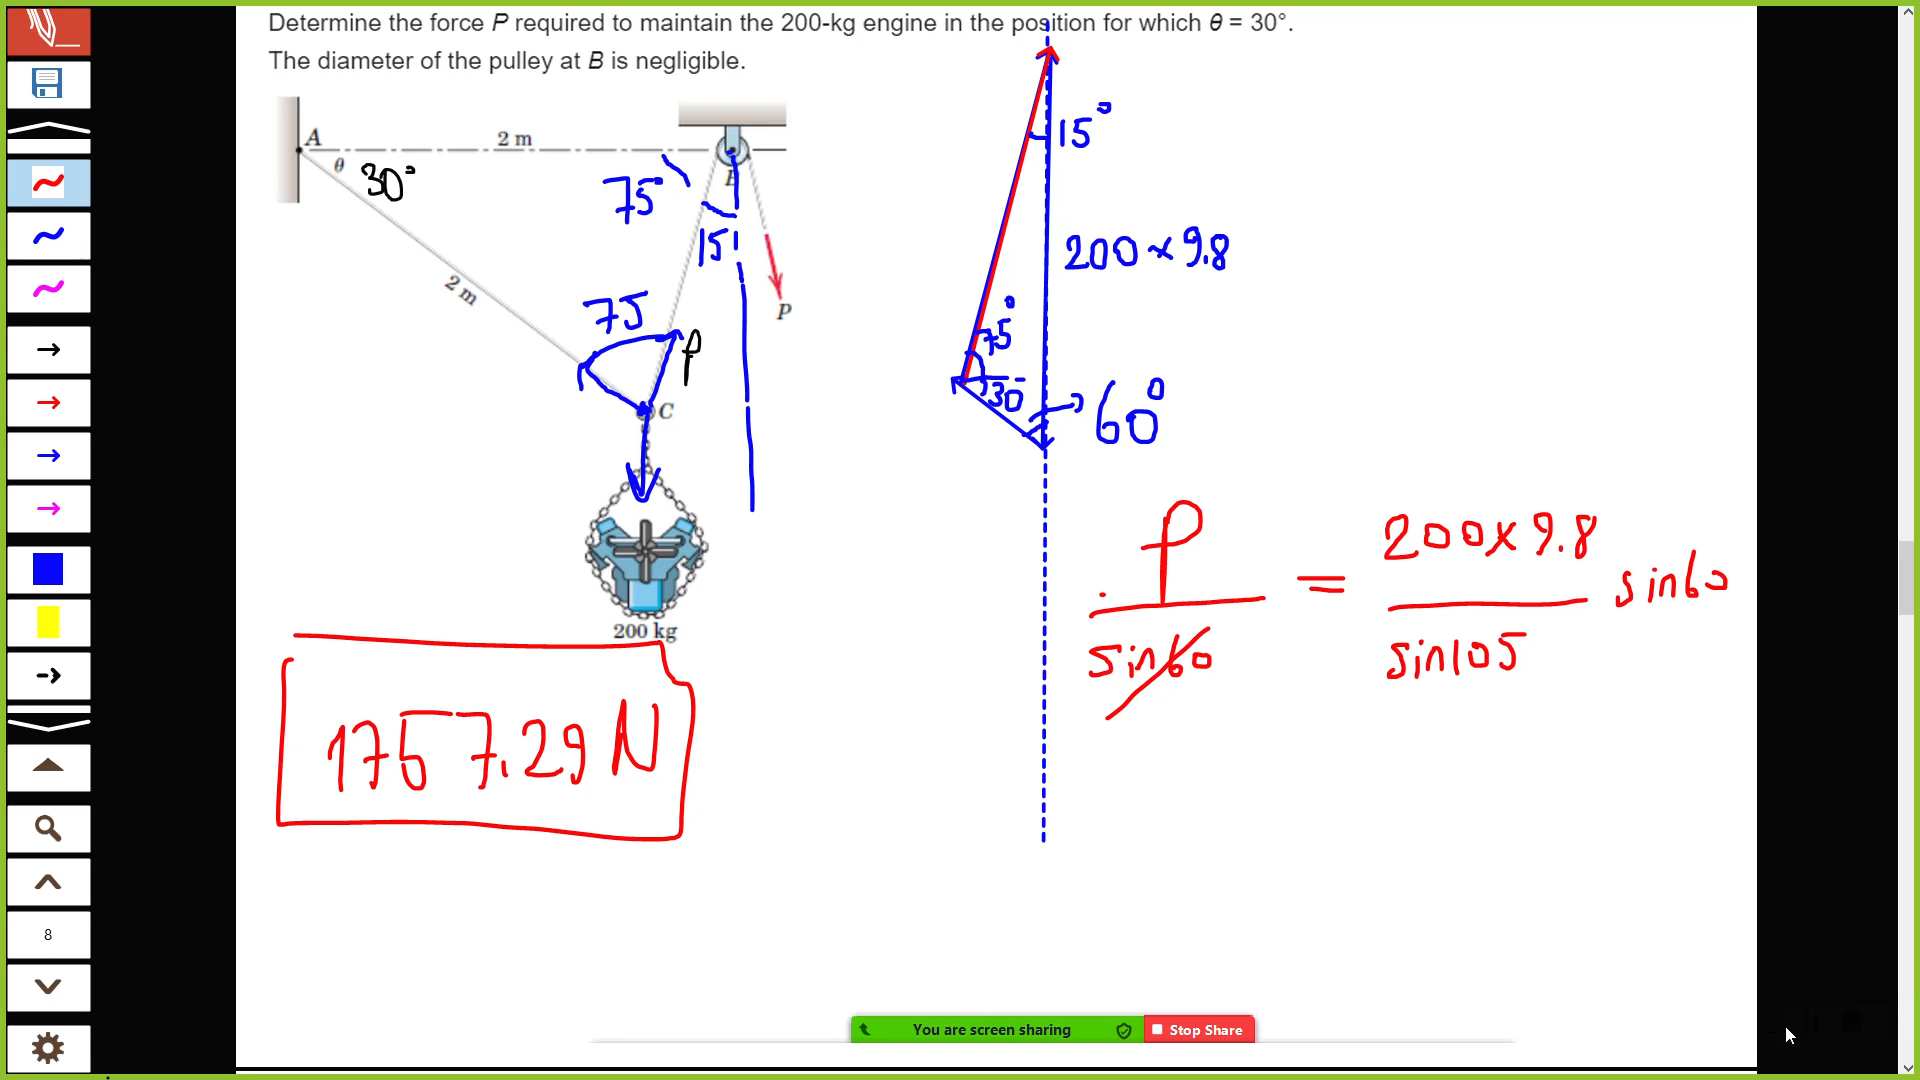 Determine the force P required to maintain the 200-kg engine in the position for which θ = 30°.
The diameter of the pulley at B is negligible.
A
2 m
θ
30°
75°
B
15
2 m
75
P
P
C
200 kg
15°
200 × 9.8
75°
30
60°
P
sin60
=
200×9.8
sin105
sin60
1757.29 N
8
You are screen sharing
Stop Share